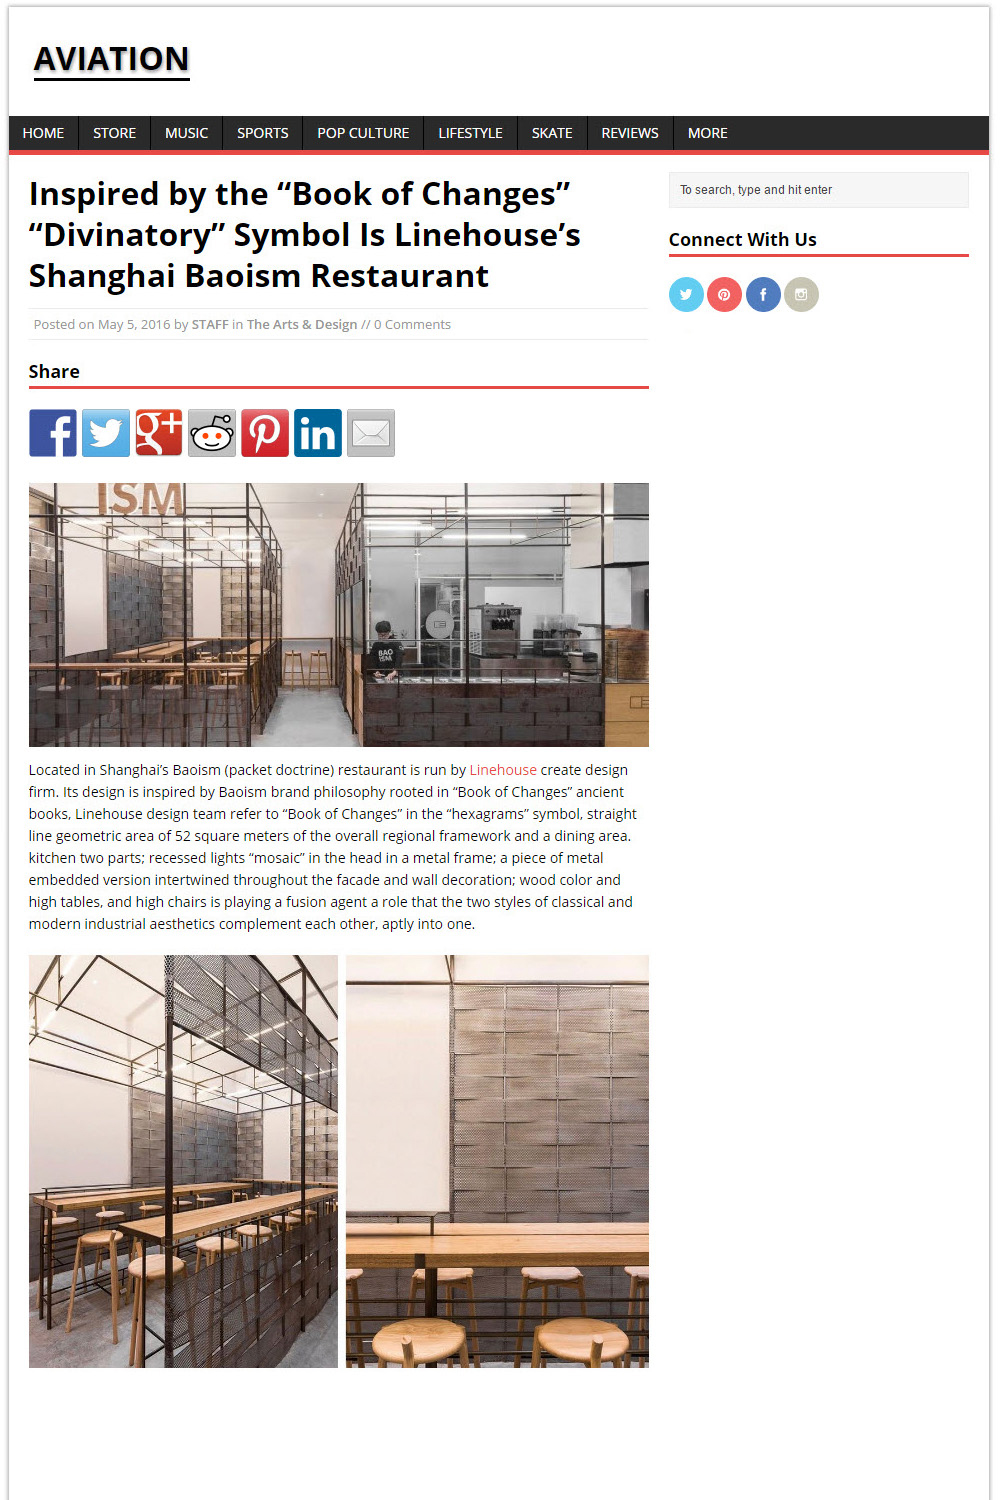 AVIATION
HOME STORE MUSIC SPORTS POP CULTURE LIFESTYLE SKATE REVIEWS MORE
Inspired by the “Book of Changes”
“Divinatory” Symbol Is Linehouse’s
Shanghai Baoism Restaurant
Posted on May 5, 2016 by STAFF in The Arts & Design // 0 Comments
Share
ISM
BAO
ISM
Located in Shanghai’s Baoism (packet doctrine) restaurant is run by Linehouse create design
firm. Its design is inspired by Baoism brand philosophy rooted in “Book of Changes” ancient
books, Linehouse design team refer to “Book of Changes” in the “hexagrams” symbol, straight
line geometric area of 52 square meters of the overall regional framework and a dining area.
kitchen two parts; recessed lights “mosaic” in the head in a metal frame; a piece of metal
embedded version intertwined throughout the facade and wall decoration; wood color and
high tables, and high chairs is playing a fusion agent a role that the two styles of classical and
modern industrial aesthetics complement each other, aptly into one.
To search, type and hit enter
Connect With Us